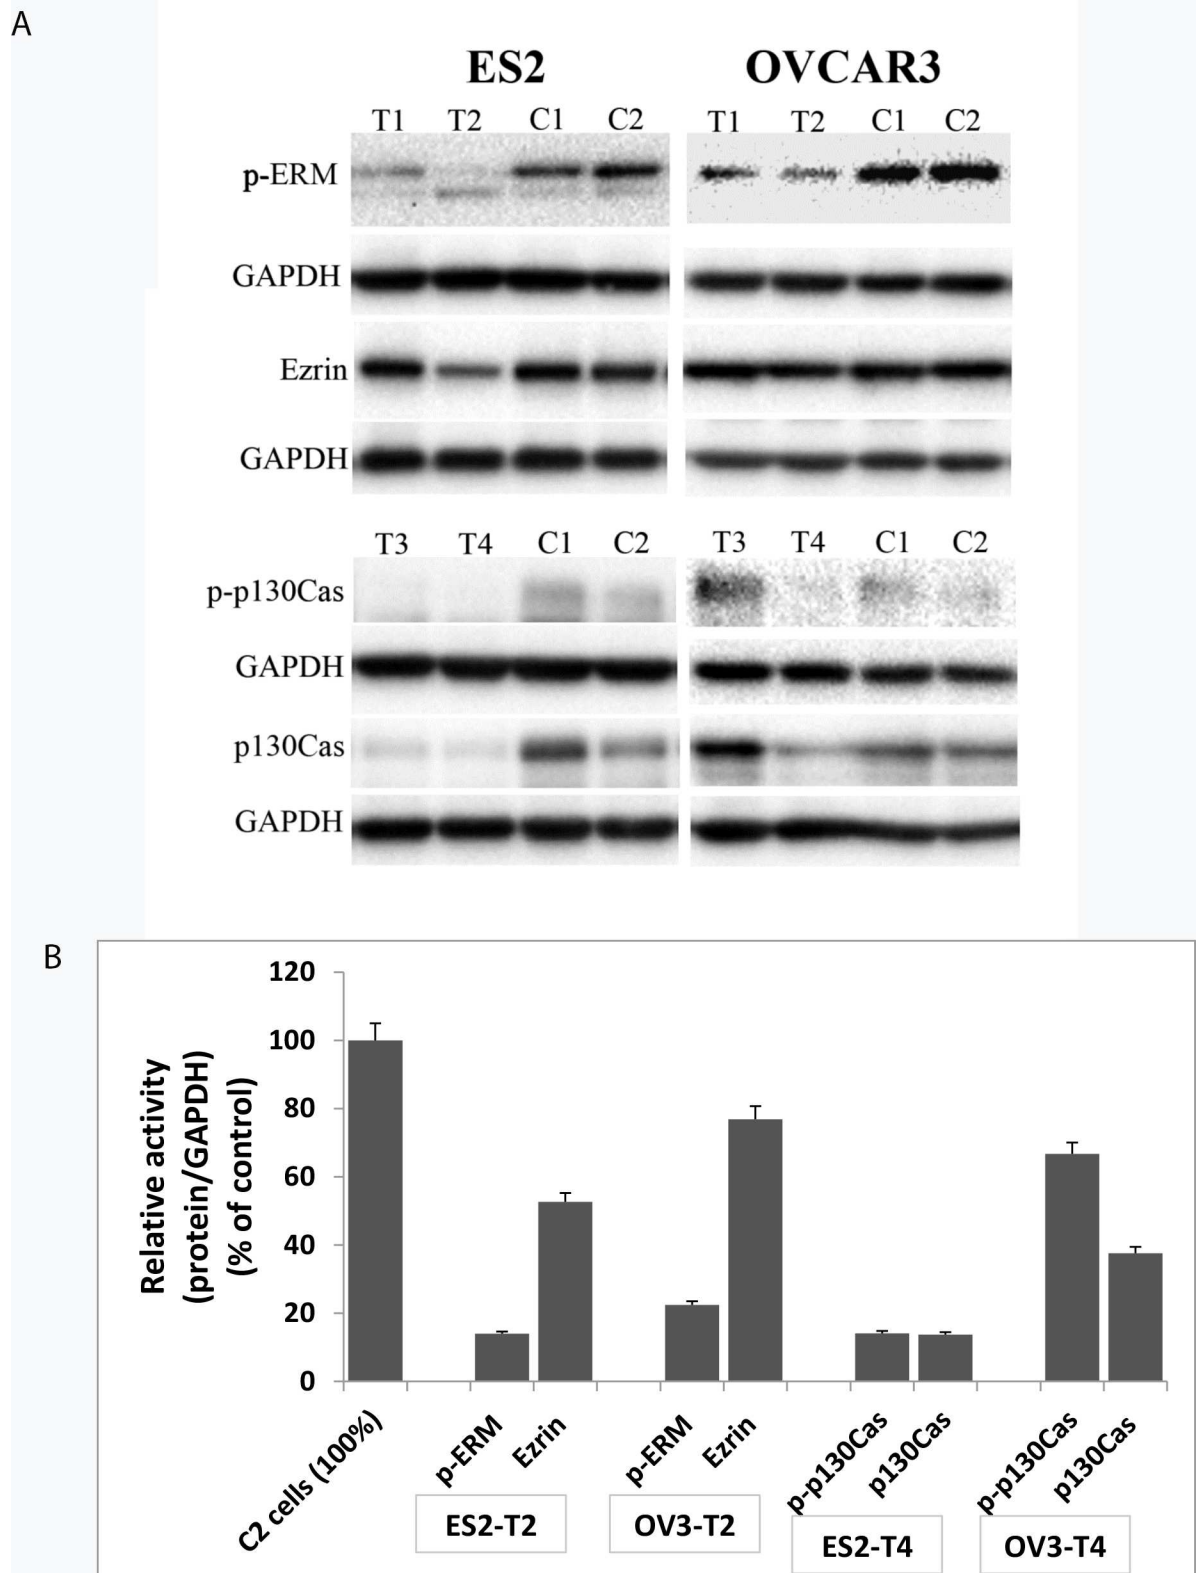 A
ES2 OVCAR3
T1 T2 C1 C2 T1 T2 C1 C2
p-ERM
GAPDH
Ezrin
GAPDH
T3 T4 C1 C2 T3 T4 C1 C2
p-p130Cas
GAPDH
p130Cas
GAPDH
B
Relative activity
(protein/GAPDH)
(% of control)
120
100
80
60
40
20
0
C2 cells (100%)
p-ERM
Ezrin
p-ERM
Ezrin
p-p130Cas
p130Cas
p-p130Cas
p130Cas
ES2-T2
OV3-T2
ES2-T4
OV3-T4